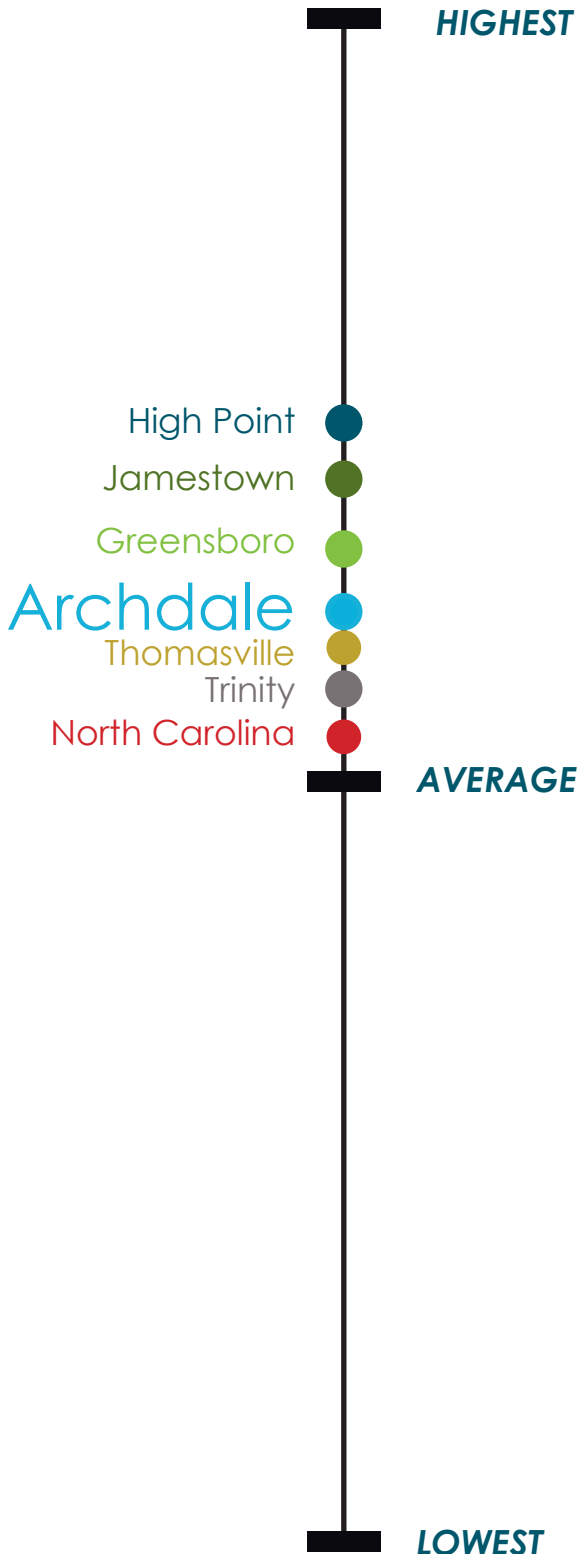 HIGHEST
High Point
Jamestown
Greensboro
Archdale
Thomasville
Trinity
North Carolina
AVERAGE
LOWEST